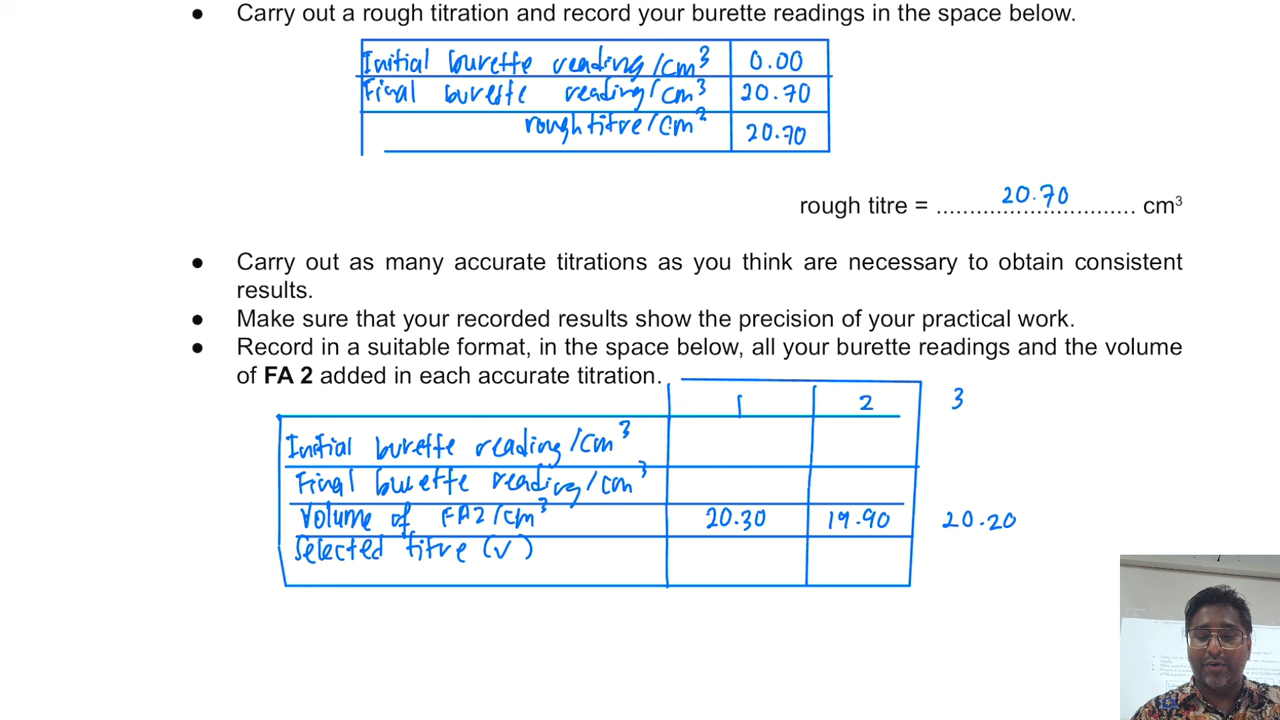 ● Carry out a rough titration and record your burette readings in the space below.
Initial burette reading /cm³ 0.00
Final burette reading/cm³ 20.70
rough titre /cm³ 20.70
20.70
rough titre = .............................. cm³
● Carry out as many accurate titrations as you think are necessary to obtain consistent
results.
● Make sure that your recorded results show the precision of your practical work.
● Record in a suitable format, in the space below, all your burette readings and the volume
of FA 2 added in each accurate titration.
1 2 3
Initial burette reading /cm³
Final burette reading/cm³
Volume of FA2 /cm³ 20.30 19.90 20.20
Selected titre (✓)